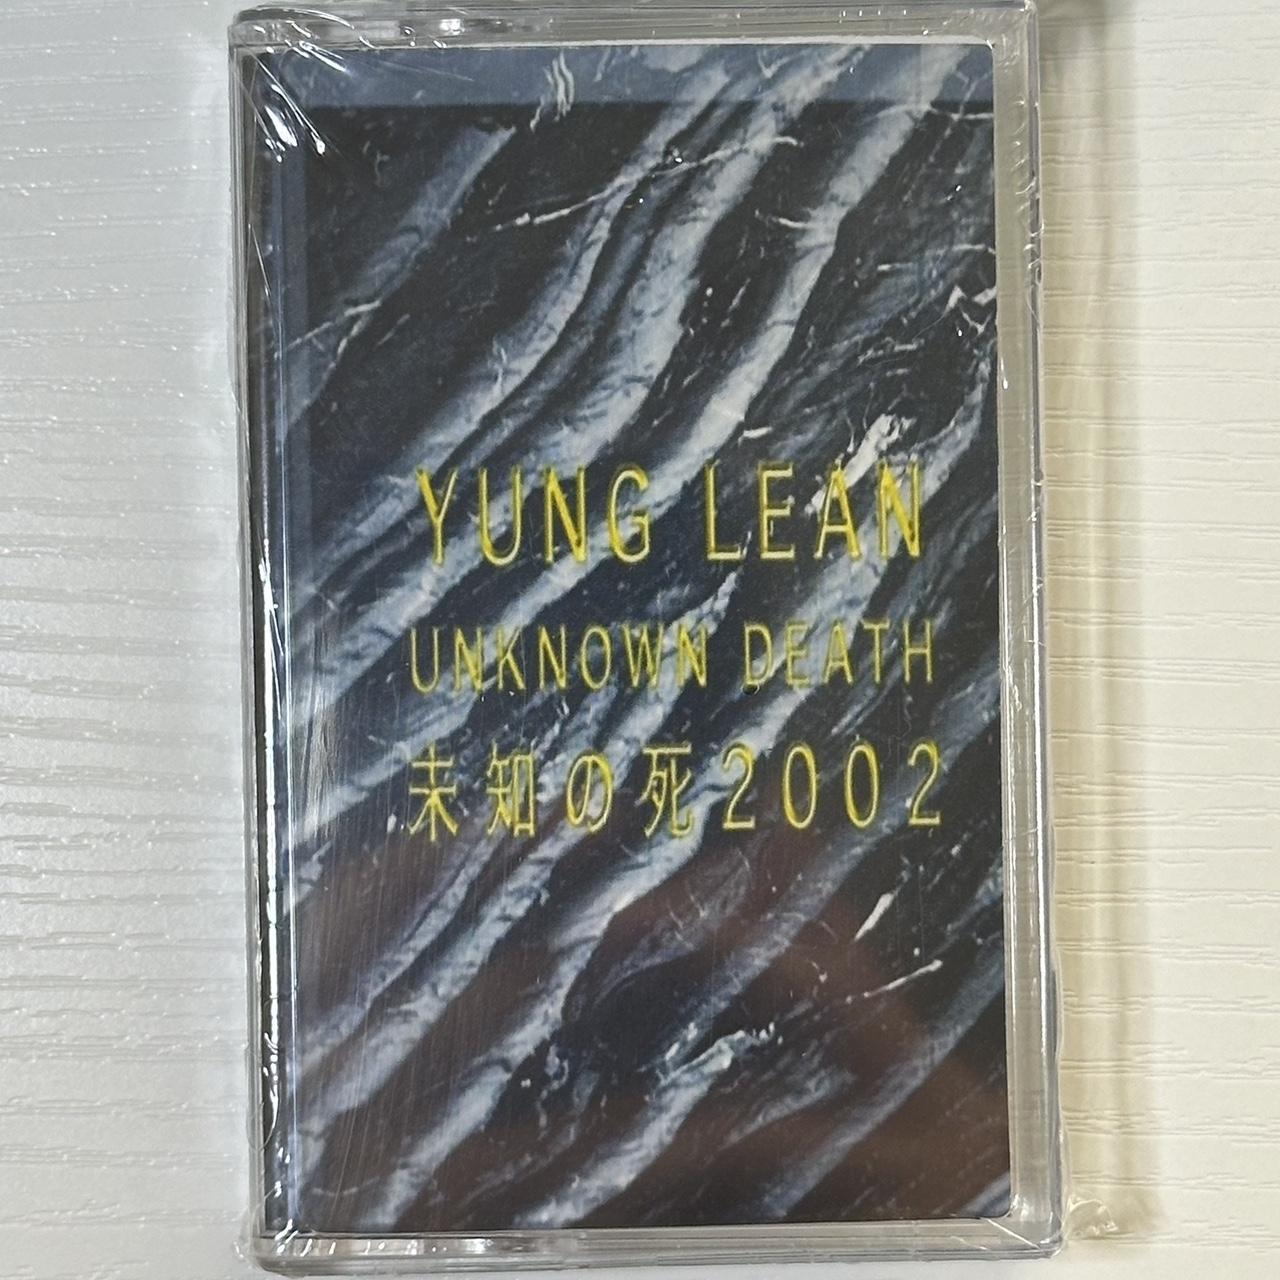 YUNG LEAN
UNKNOWN DEATH
未知の死2002